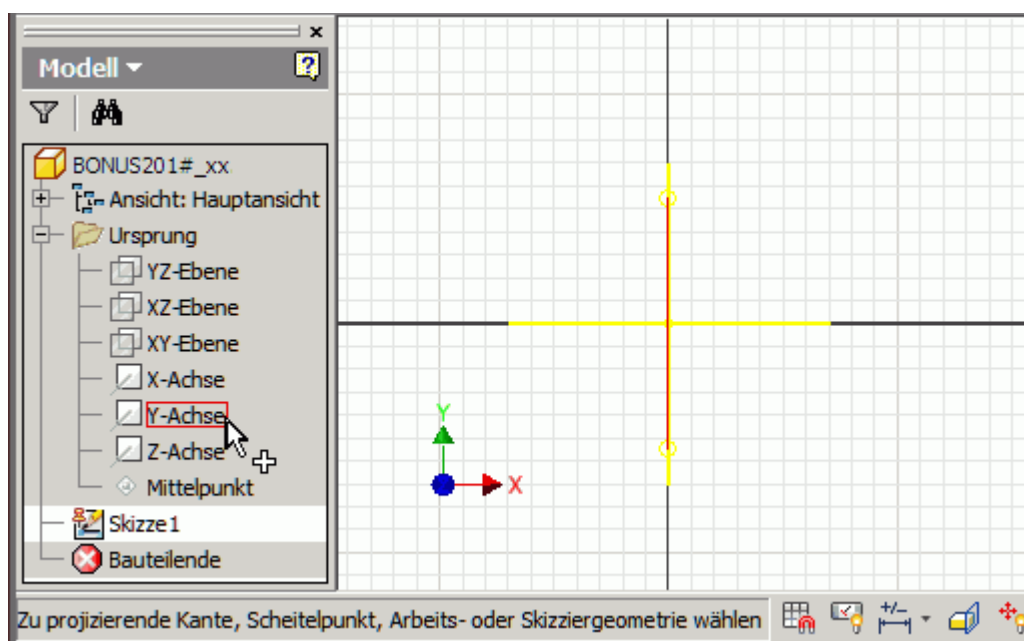 Modell
BONUS201#_xx
Ansicht: Hauptansicht
Ursprung
YZ-Ebene
XZ-Ebene
XY-Ebene
X-Achse
Y-Achse
Z-Achse
Mittelpunkt
Skizze1
Bauteilende
Y
X
Zu projizierende Kante, Scheitelpunkt, Arbeits- oder Skizziergeometrie wählen